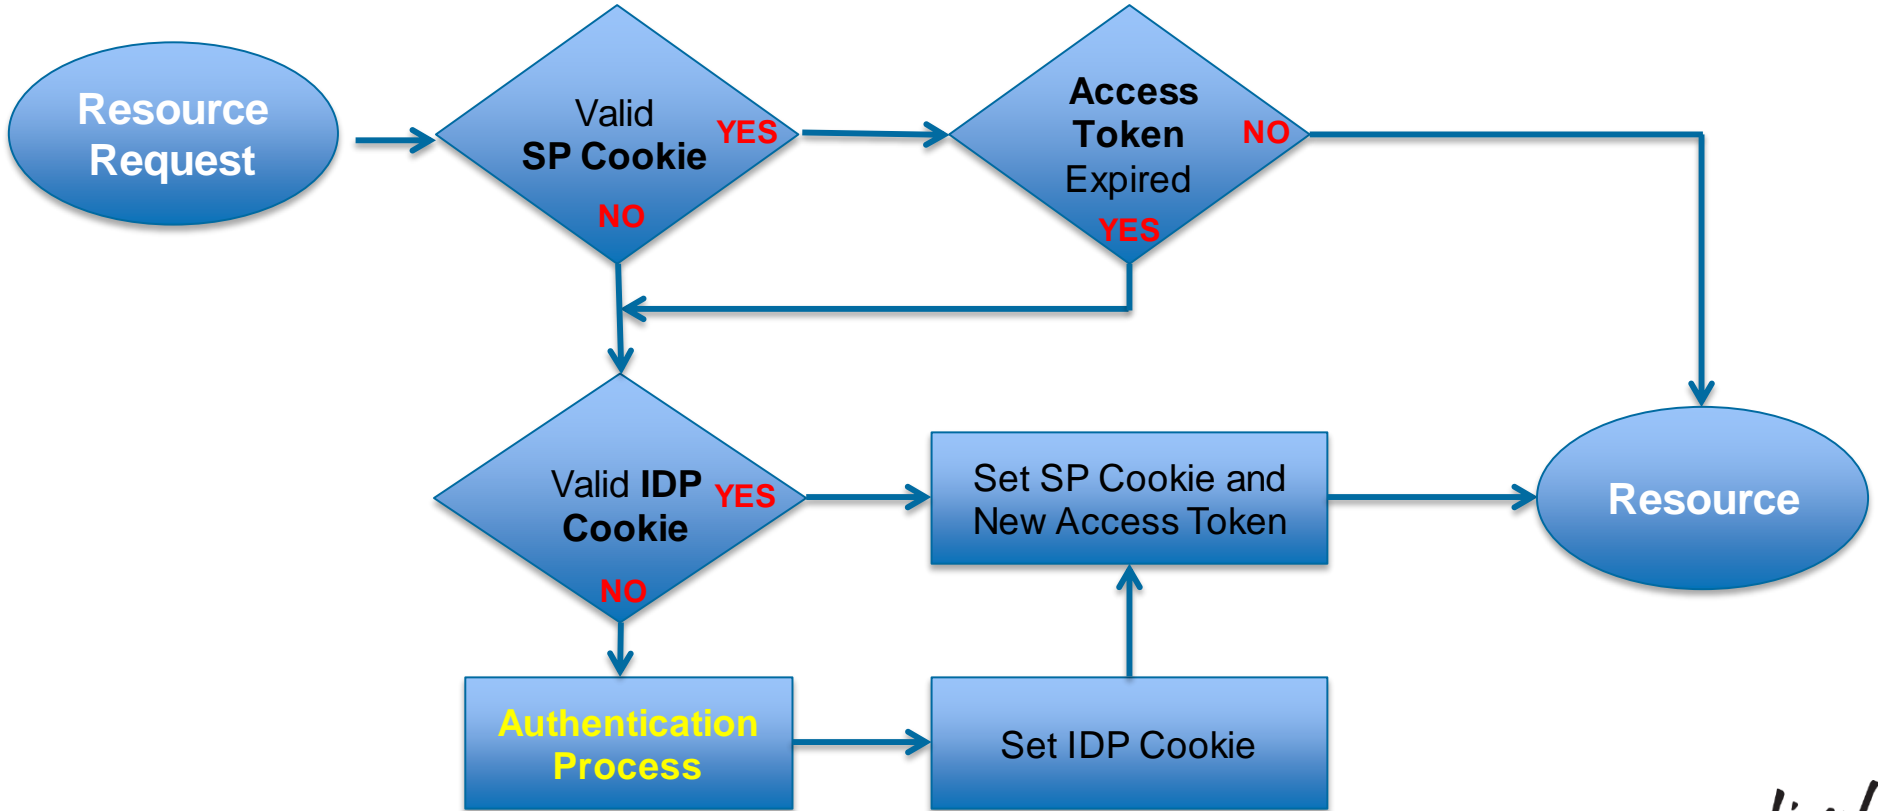 Resource
Request
Valid
SP Cookie
YES
NO
Access
Token
Expired
NO
YES
Valid IDP
Cookie
YES
NO
Set SP Cookie and
New Access Token
Resource
Authentication
Process
Set IDP Cookie